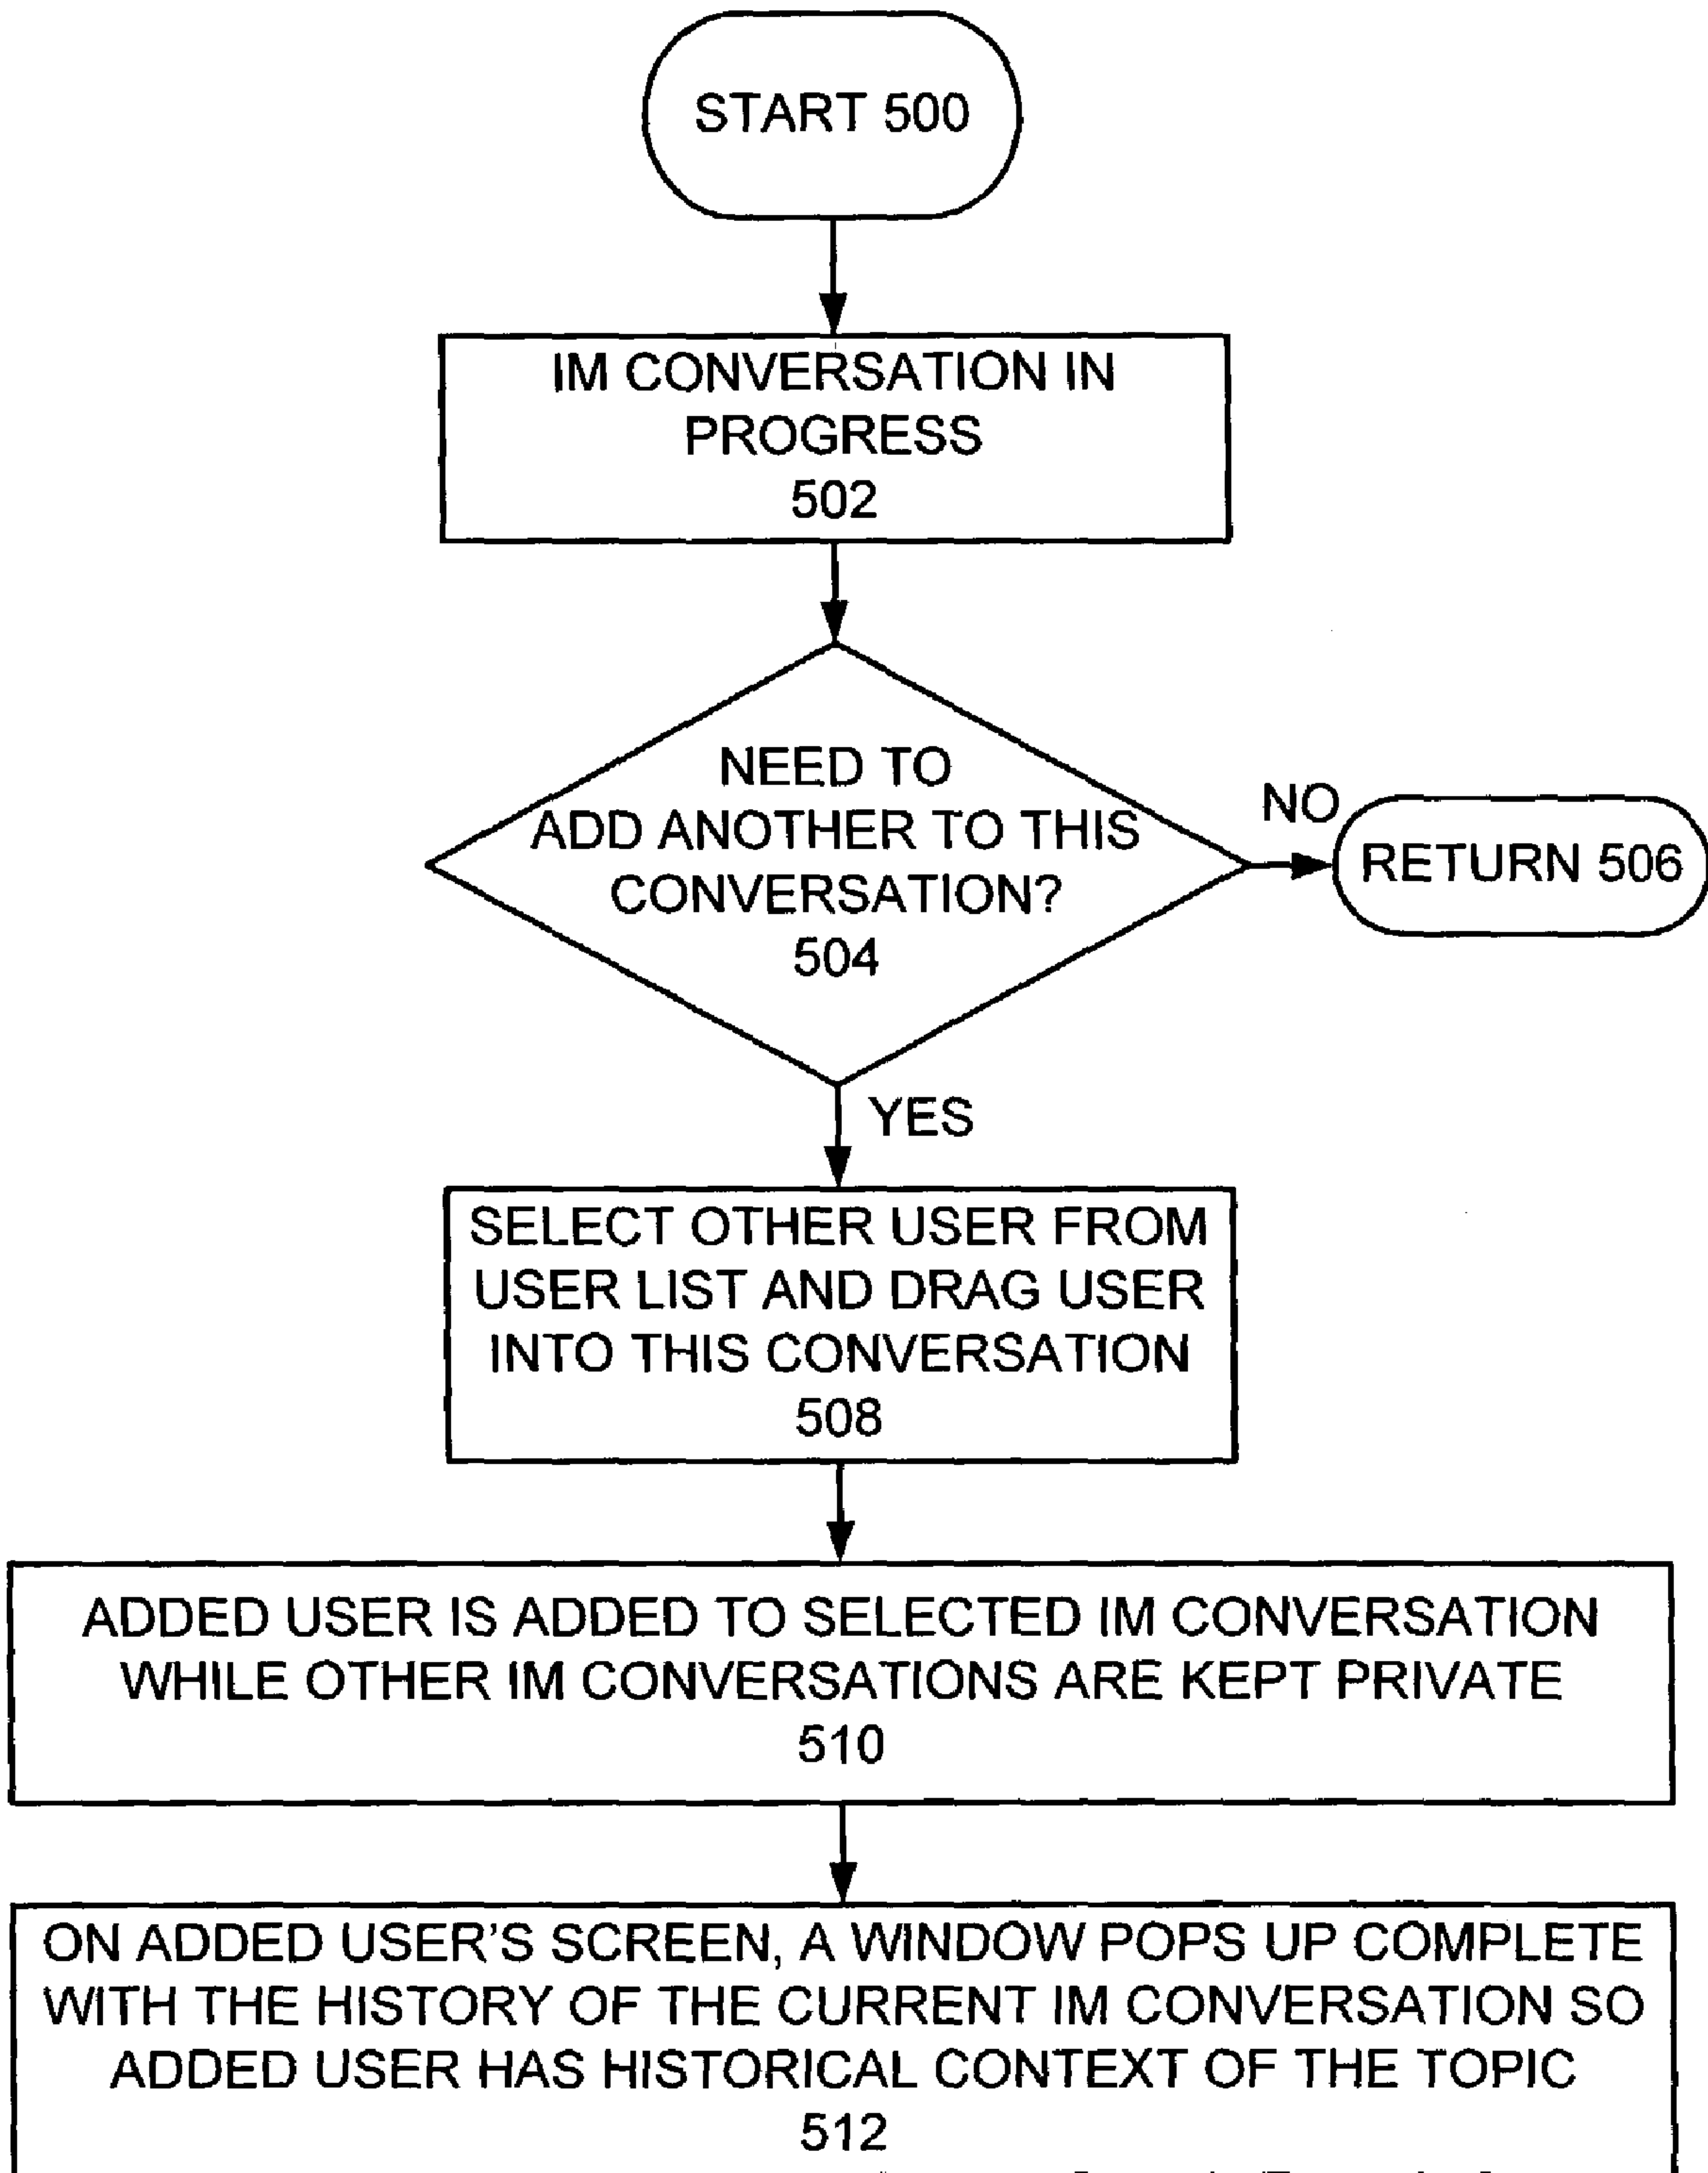 START 500
IM CONVERSATION IN
PROGRESS
502
NEED TO
ADD ANOTHER TO THIS
CONVERSATION?
504
NO
RETURN 506
YES
SELECT OTHER USER FROM
USER LIST AND DRAG USER
INTO THIS CONVERSATION
508
ADDED USER IS ADDED TO SELECTED IM CONVERSATION
WHILE OTHER IM CONVERSATIONS ARE KEPT PRIVATE
510
ON ADDED USER'S SCREEN, A WINDOW POPS UP COMPLETE
WITH THE HISTORY OF THE CURRENT IM CONVERSATION SO
ADDED USER HAS HISTORICAL CONTEXT OF THE TOPIC
512